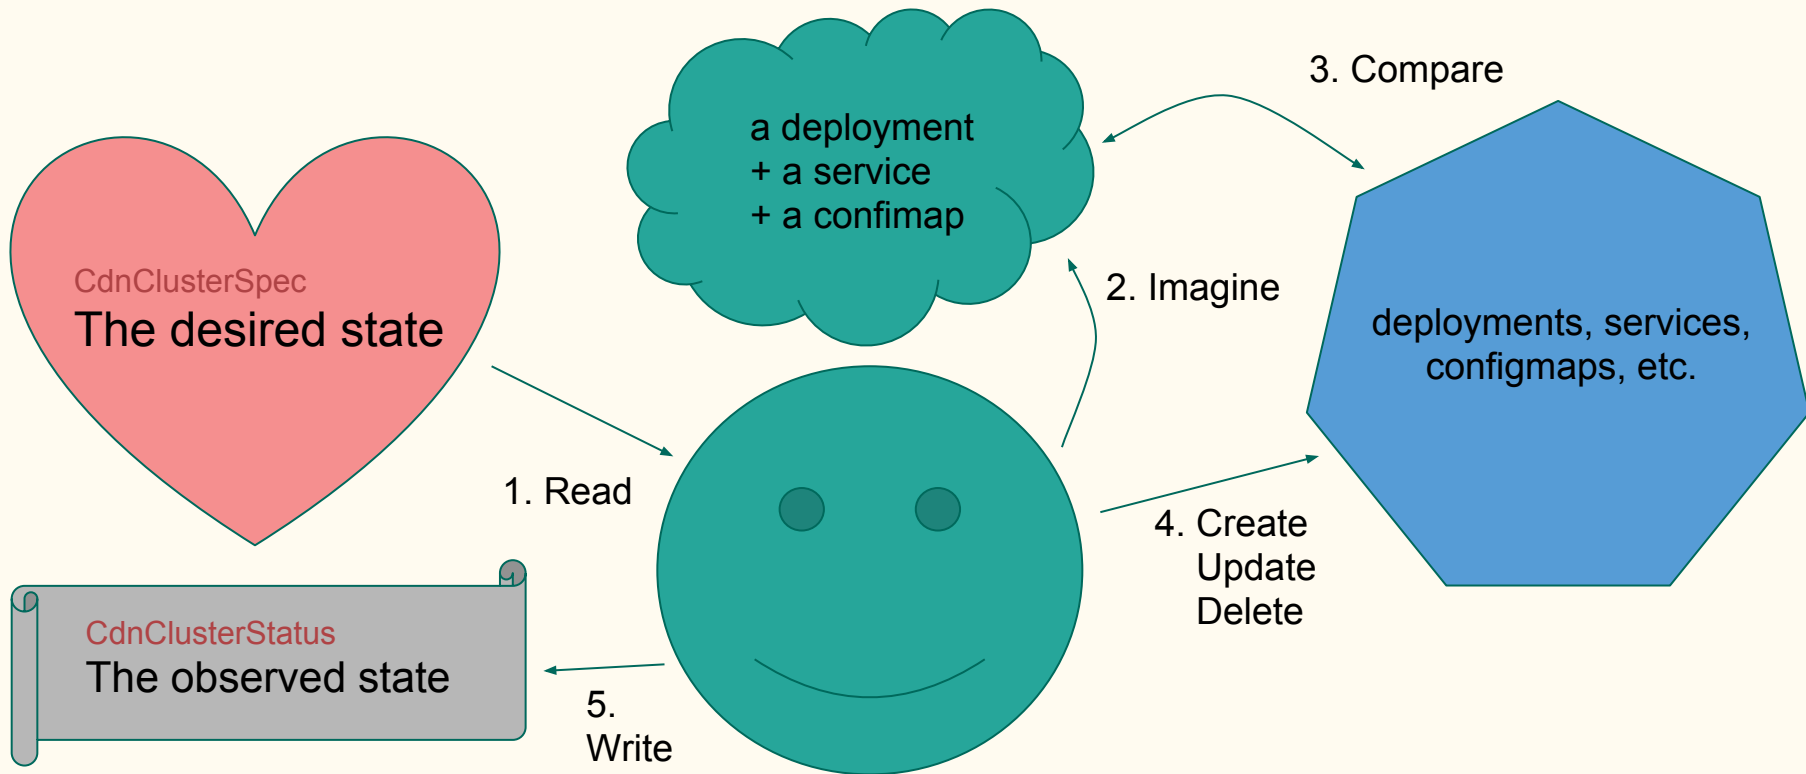 CdnClusterSpec
The desired state
1. Read
a deployment
+ a service
+ a confimap
2. Imagine
3. Compare
deployments, services,
configmaps, etc.
4. Create
Update
Delete
5.
Write
CdnClusterStatus
The observed state